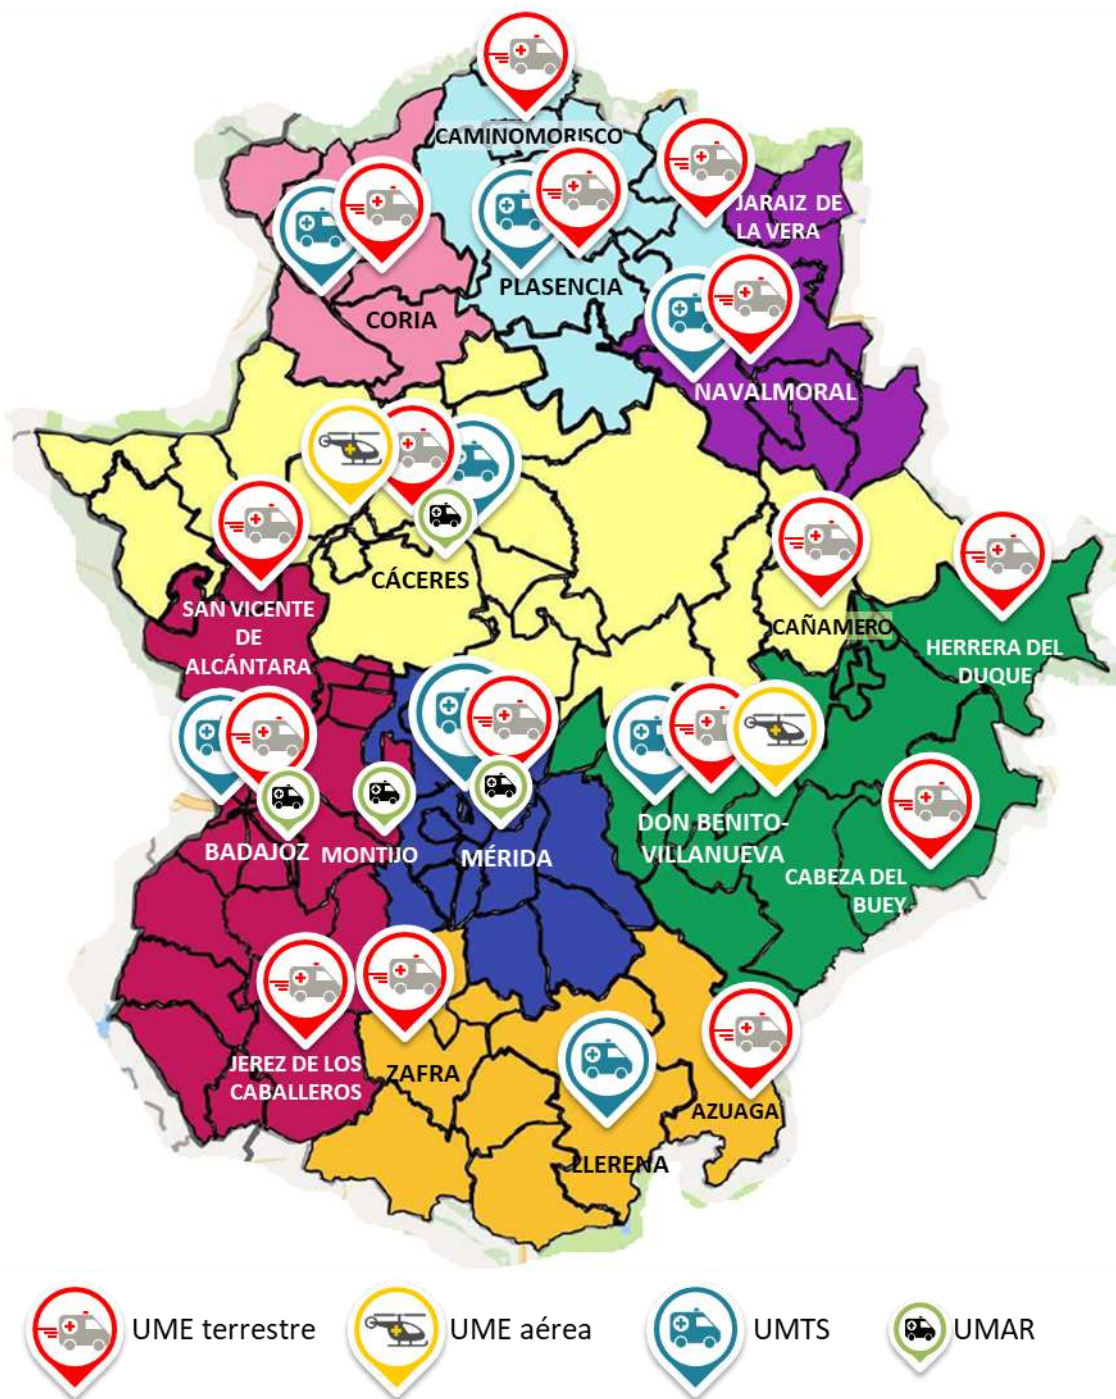 CAMINOMORISCO
JARAIZ DE
LA VERA
PLASENCIA
CORIA
NAVALMORAL
CÁCERES
SAN VICENTE
DE
ALCÁNTARA
CAÑAMERO
HERRERA DEL
DUQUE
BADAJOZ
MONTIJO
MÉRIDA
DON BENITO-
VILLANUEVA
CABEZA DEL
BUEY
JEREZ DE LOS
CABALLEROS
ZAFRA
AZUAGA
LLERENA
UME terrestre
UME aérea
UMTS
UMAR